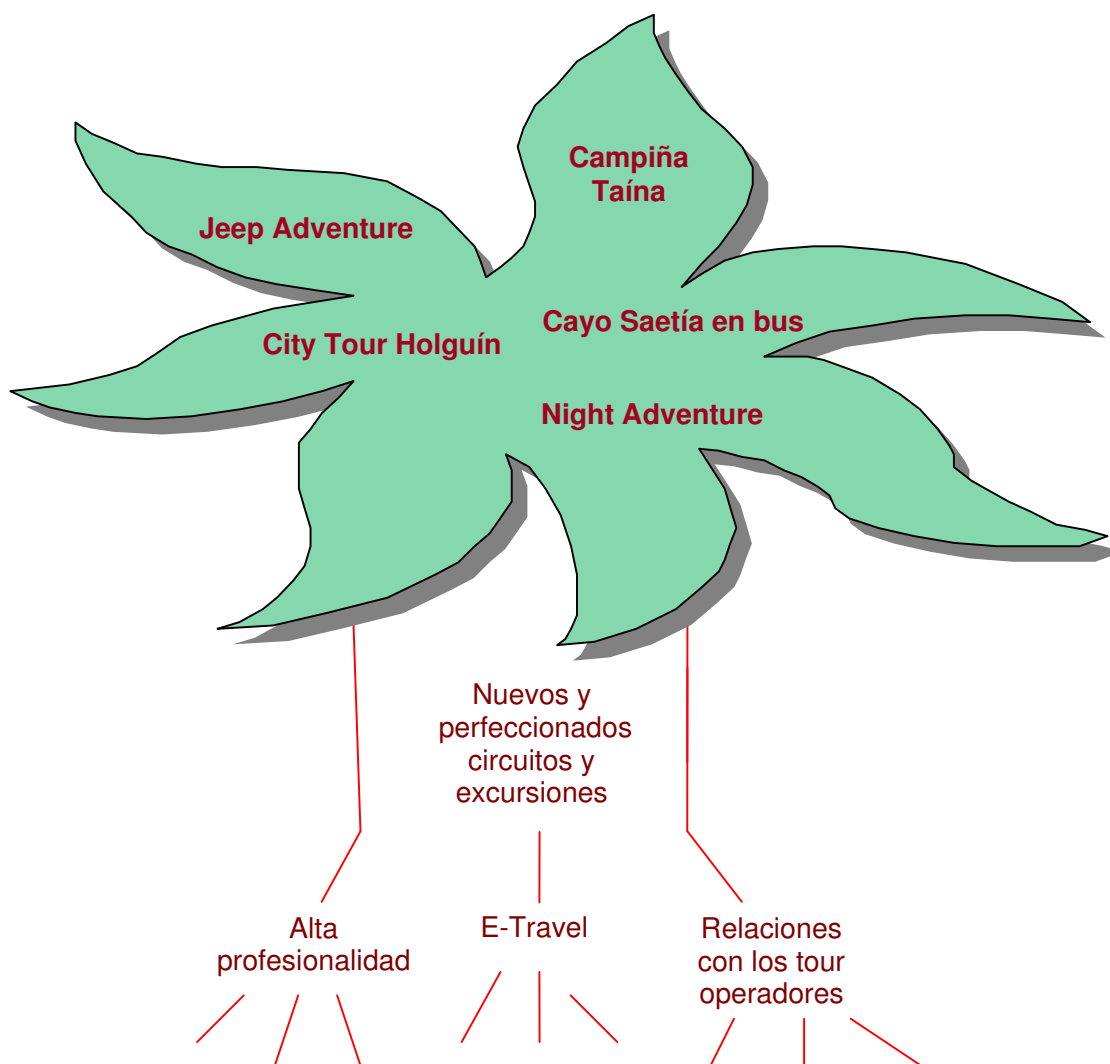 Campiña
Taína
Jeep Adventure
Cayo Saetía en bus
City Tour Holguín
Night Adventure
Nuevos y
perfeccionados
circuitos y
excursiones
Alta
profesionalidad
E-Travel
Relaciones
con los tour
operadores